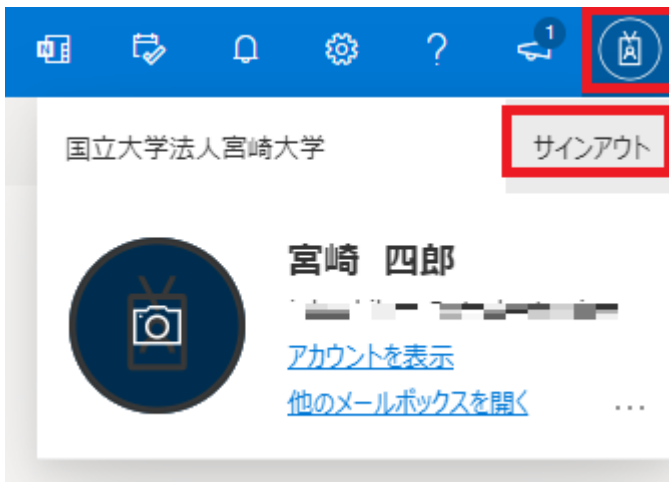 1
国立大学法人宮崎大学
サインアウト
宮崎 四郎
アカウントを表示
他のメールボックスを開く